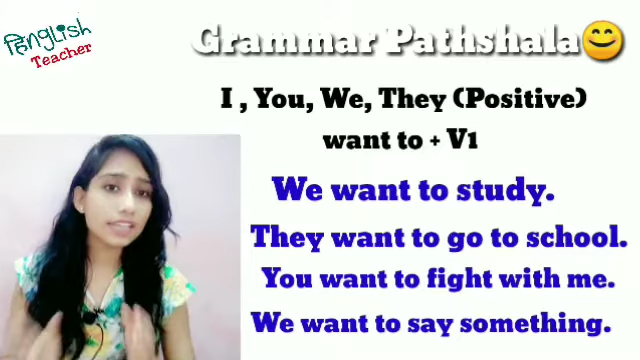 हिnglish
Teacher
Grammar Pathshala😊
I , You, We, They (Positive)
want to + V1
We want to study.
They want to go to school.
You want to fight with me.
We want to say something.